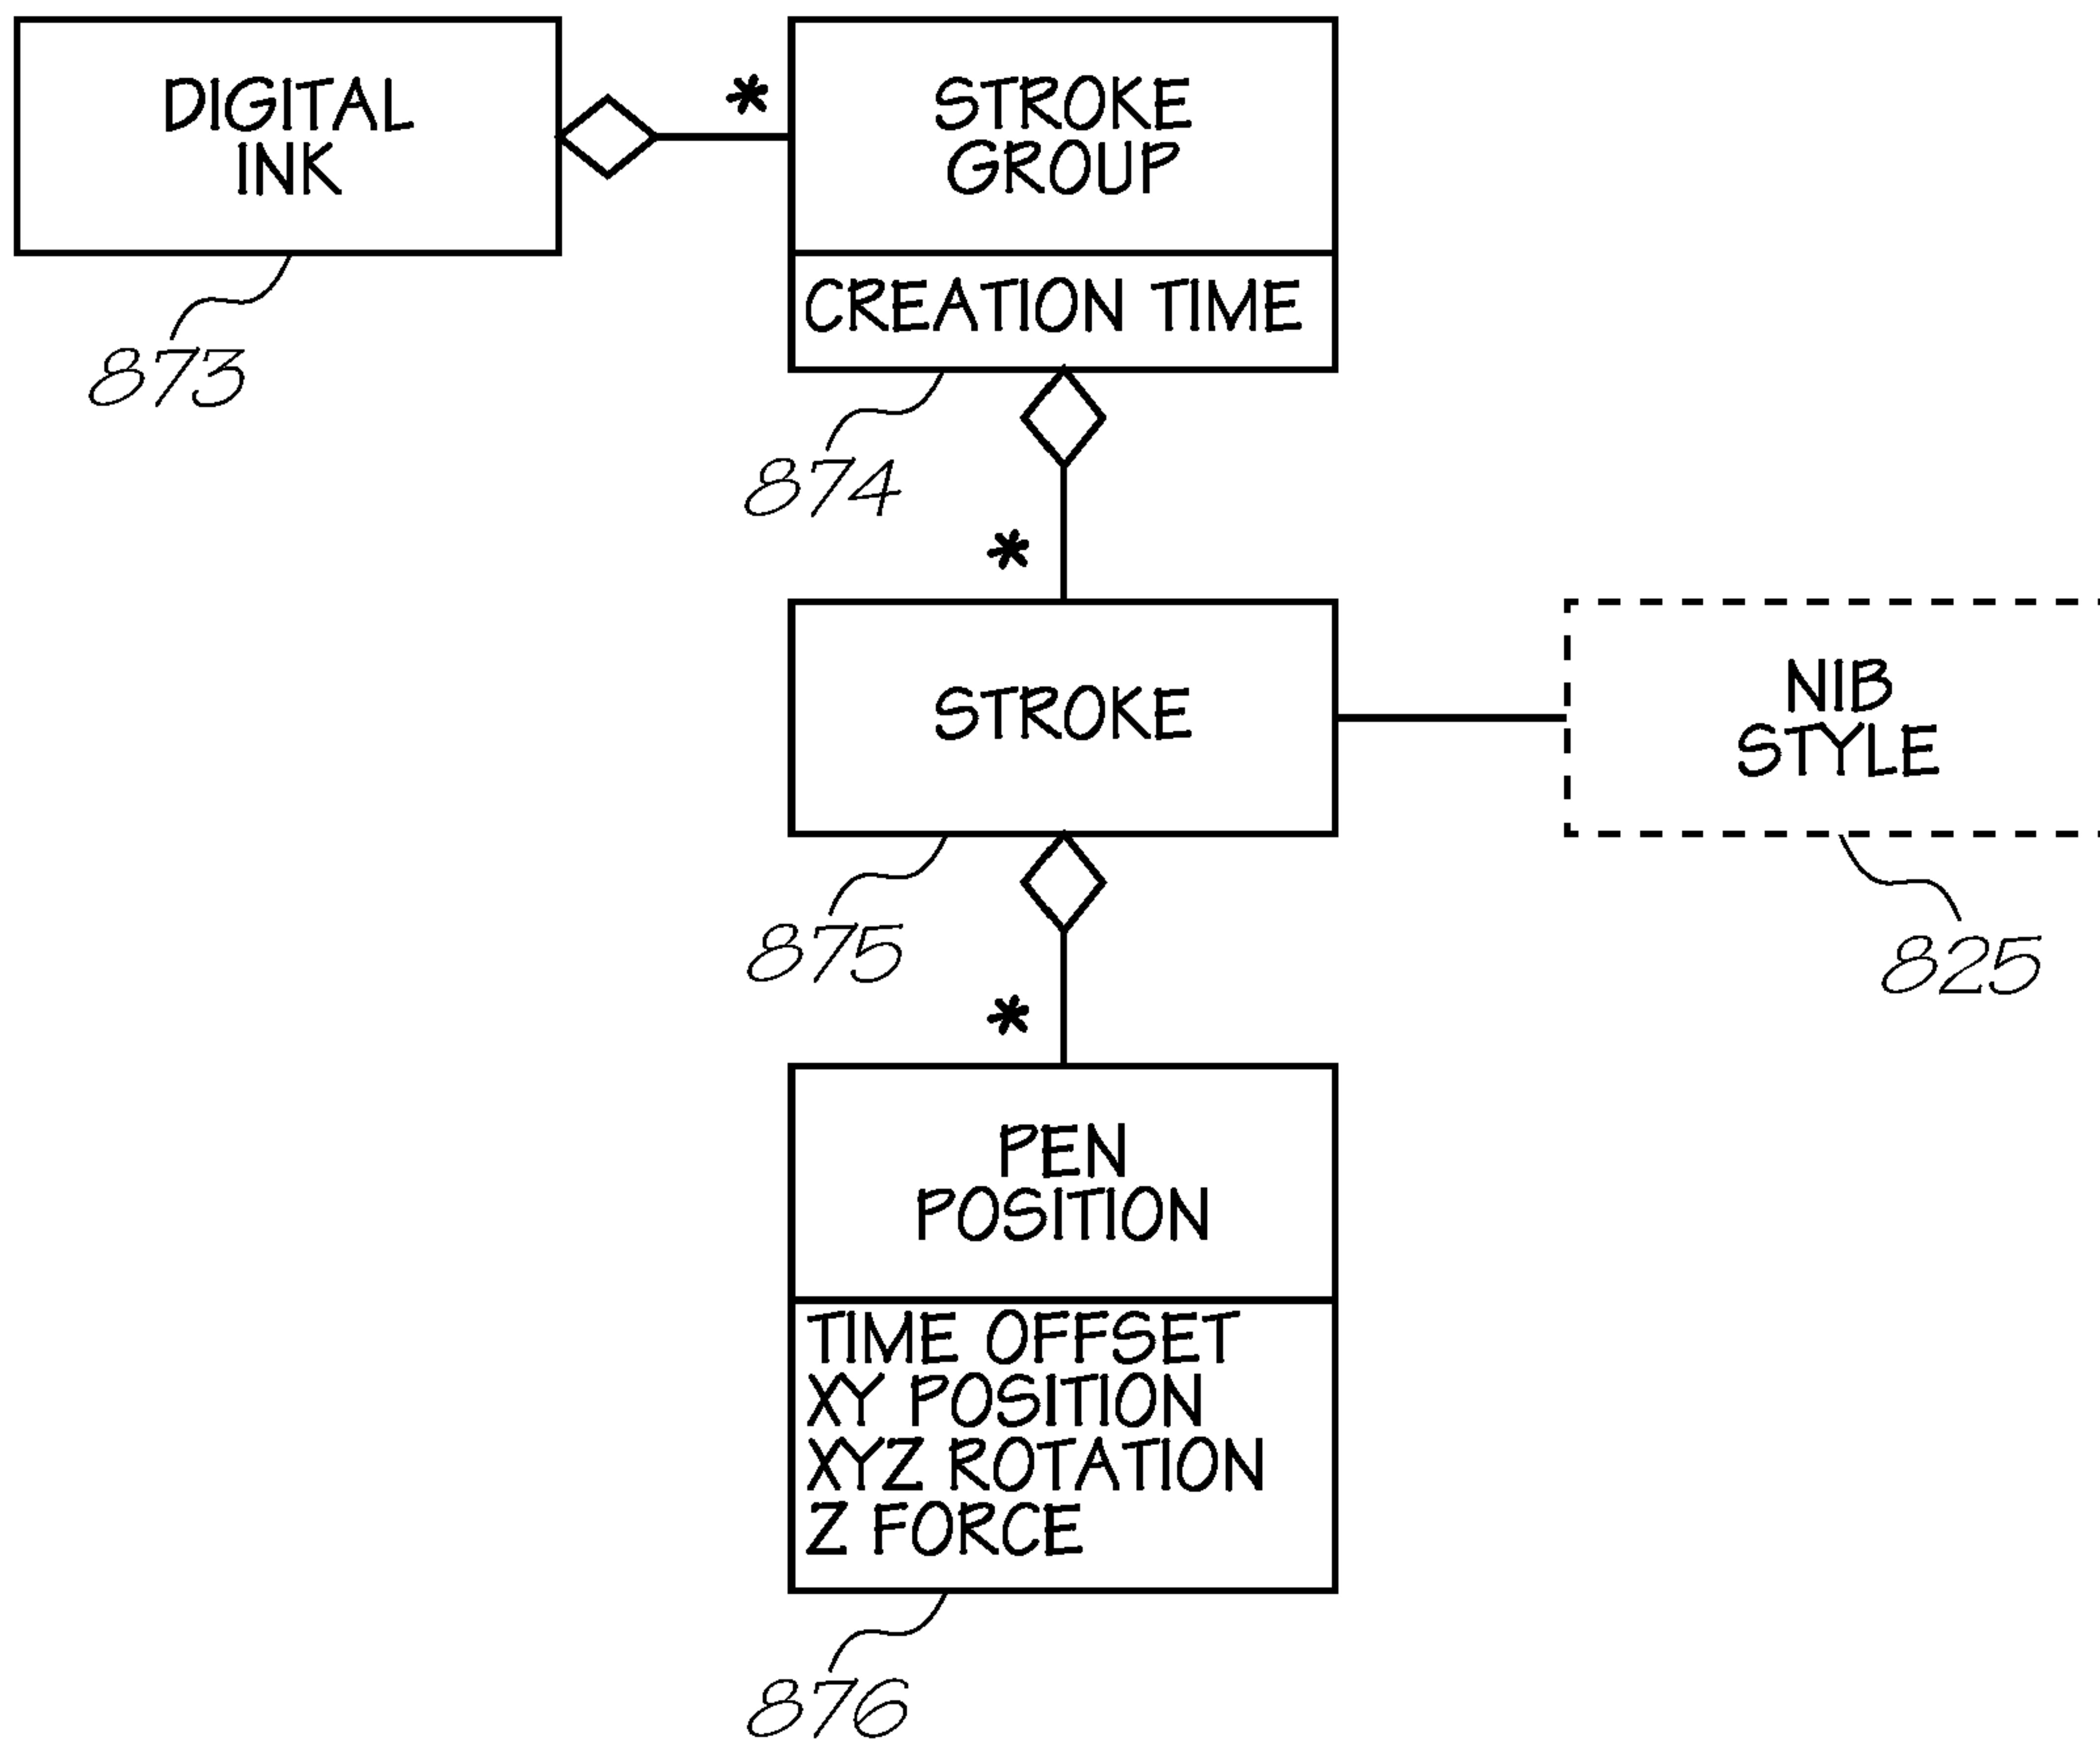 DIGITAL
INK
873
*
STROKE
GROUP
CREATION TIME
874
*
STROKE
875
NIB
STYLE
825
*
PEN
POSITION
TIME OFFSET
XY POSITION
XYZ ROTATION
Z FORCE
876